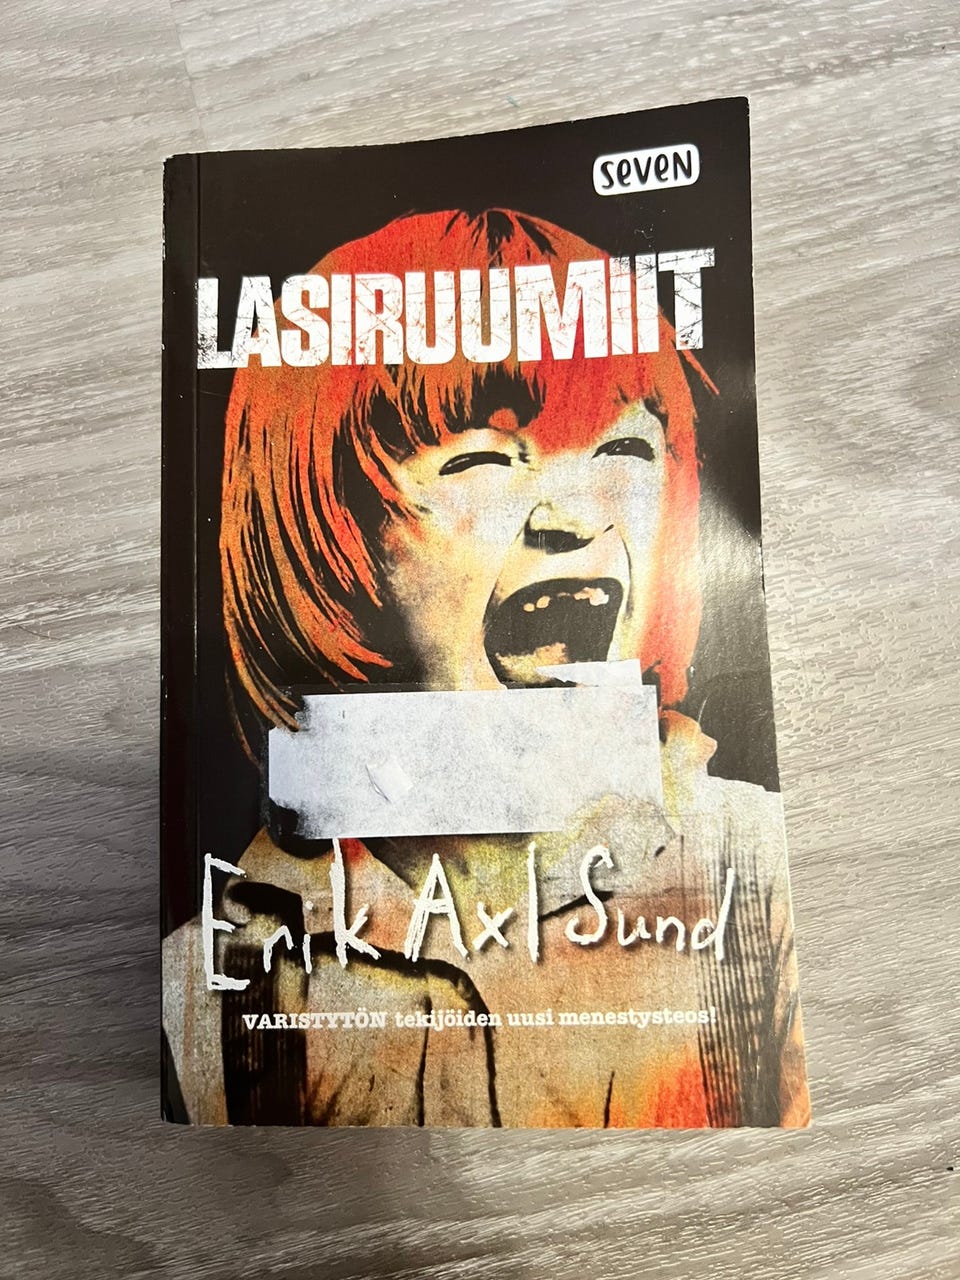 seven
LASIRUUMIIT
Erik Axl Sund
VARISTYTÖN tekijöiden uusi menestysteos!